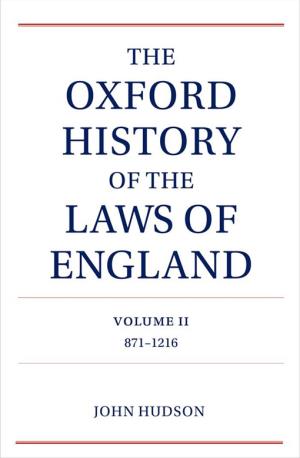 THE
OXFORD
HISTORY
OF THE
LAWS OF
ENGLAND
VOLUME II
871–1216
JOHN HUDSON